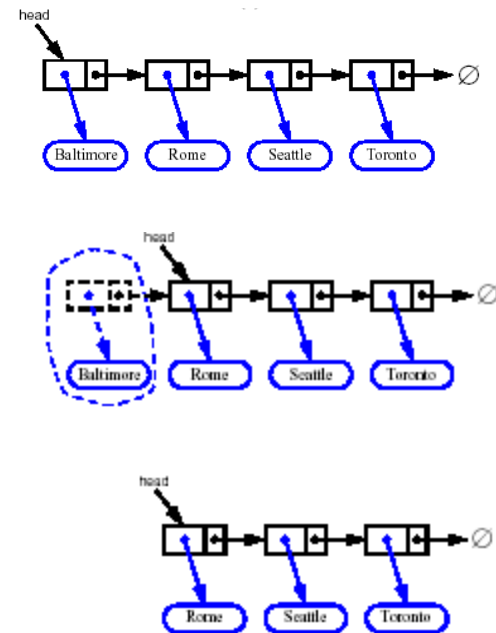 head
∅
Baltimore Rome Seattle Toronto
head
∅
Baltimore Rome Seattle Toronto
head
∅
Rome Seattle Toronto